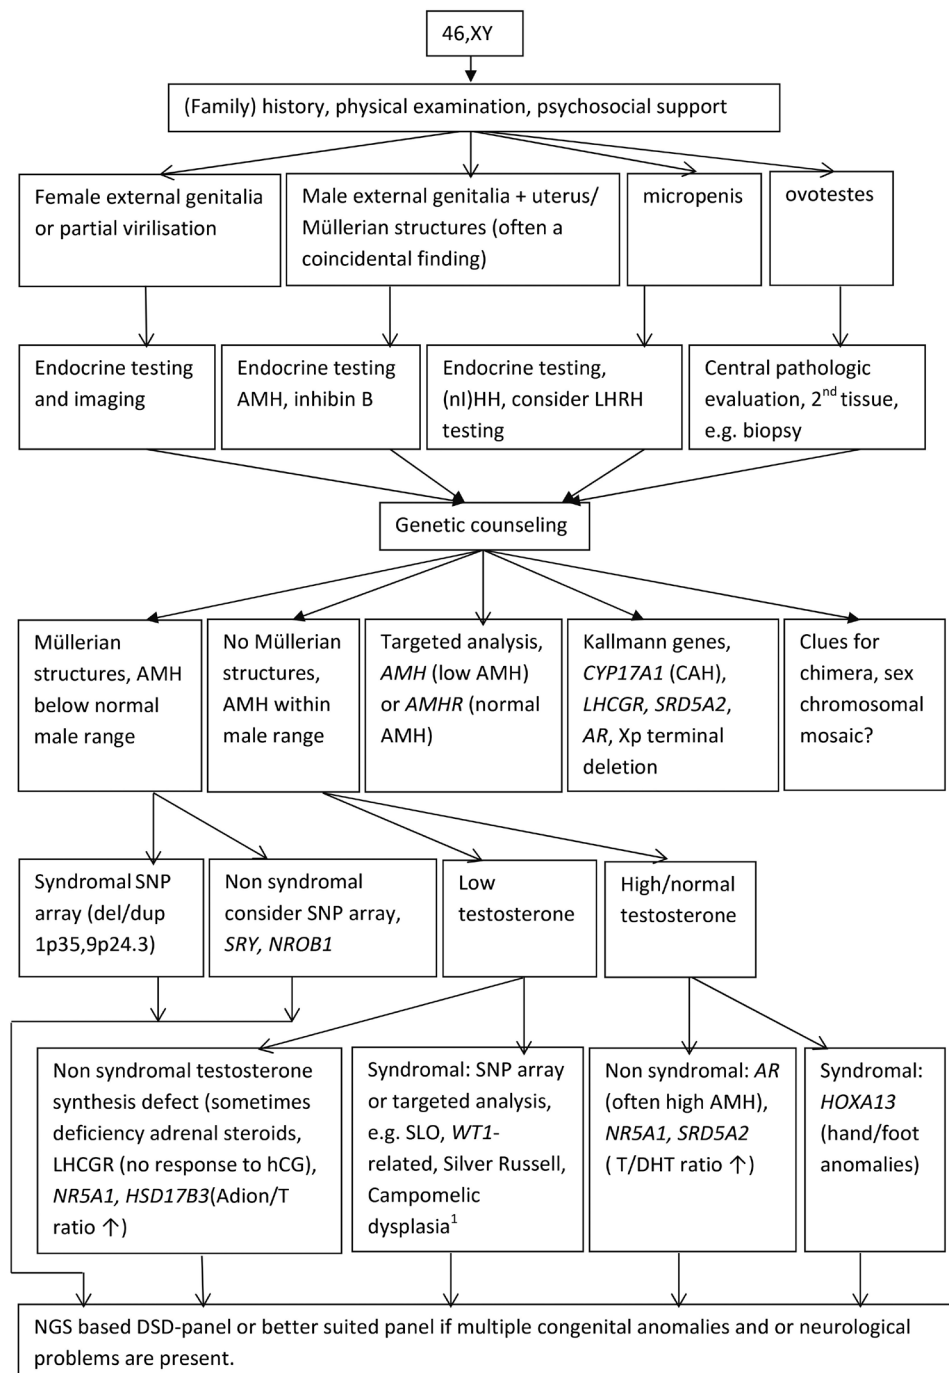 46,XY
(Family) history, physical examination, psychosocial support
Female external genitalia
or partial virilisation
Male external genitalia + uterus/
Müllerian structures (often a
coincidental finding)
micropenis
ovotestes
Endocrine testing
and imaging
Endocrine testing
AMH, inhibin B
Endocrine testing,
(nI)HH, consider LHRH
testing
Central pathologic
evaluation, 2nd tissue,
e.g. biopsy
Genetic counseling
Müllerian
structures, AMH
below normal
male range
No Müllerian
structures,
AMH within
male range
Targeted analysis,
AMH (low AMH)
or AMHR (normal
AMH)
Kallmann genes,
CYP17A1 (CAH),
LHCGR, SRD5A2,
AR, Xp terminal
deletion
Clues for
chimera, sex
chromosomal
mosaic?
Syndromal SNP
array (del/dup
1p35,9p24.3)
Non syndromal
consider SNP array,
SRY, NROB1
Low
testosterone
High/normal
testosterone
Non syndromal testosterone
synthesis defect (sometimes
deficiency adrenal steroids,
LHCGR (no response to hCG),
NR5A1, HSD17B3(Adion/T
ratio ↑)
Syndromal: SNP array
or targeted analysis,
e.g. SLO, WT1-
related, Silver Russell,
Campomelic
dysplasia1
Non syndromal: AR
(often high AMH),
NR5A1, SRD5A2
( T/DHT ratio ↑)
Syndromal:
HOXA13
(hand/foot
anomalies)
NGS based DSD-panel or better suited panel if multiple congenital anomalies and or neurological
problems are present.